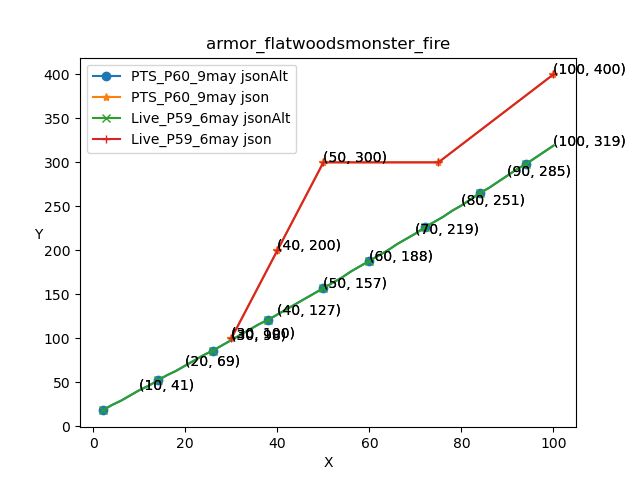 armor_flatwoodsmonster_fire
PTS_P60_9may jsonAlt
PTS_P60_9may json
Live_P59_6may jsonAlt
Live_P59_6may json
400
350
300
250
200
150
100
50
0
Y
(100, 400)
(100, 319)
(50, 300)
(90, 285)
(80, 251)
(70, 219)
(40, 200)
(60, 188)
(50, 157)
(40, 127)
(30, 100)
(30, 98)
(20, 69)
(10, 41)
0 20 40 60 80 100
X